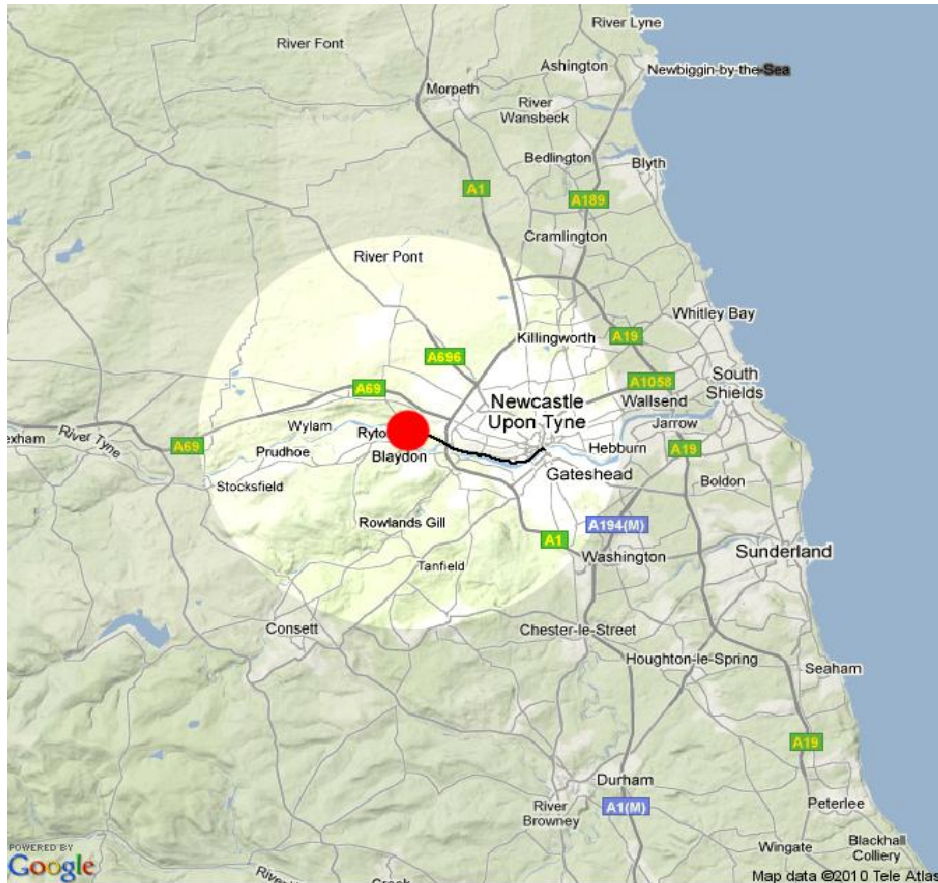 River Lyne
River Font
Ashington
Newbiggin-by-the-Sea
Morpeth
River
Wansbeck
Bedlington
Blyth
A1
A189
Cramlington
River Pont
Whitley Bay
Killingworth
A19
A696
South
Shields
A1058
A69
Newcastle
Upon Tyne
Wallsend
Jarrow
Wylam
River Tyne
A69
Prudhoe
Blaydon
Hebburn
A19
Gateshead
Boldon
Stocksfield
Rowlands Gill
A194(M)
A1
Sunderland
Washington
Tanfield
Consett
Chester-le-Street
Houghton-le-Spring
Seaham
A19
Durham
River
Browney
A1(M)
Peterlee
Wingate
Blackhall
Colliery
POWERED BY
Google
Map data ©2010 Tele Atlas